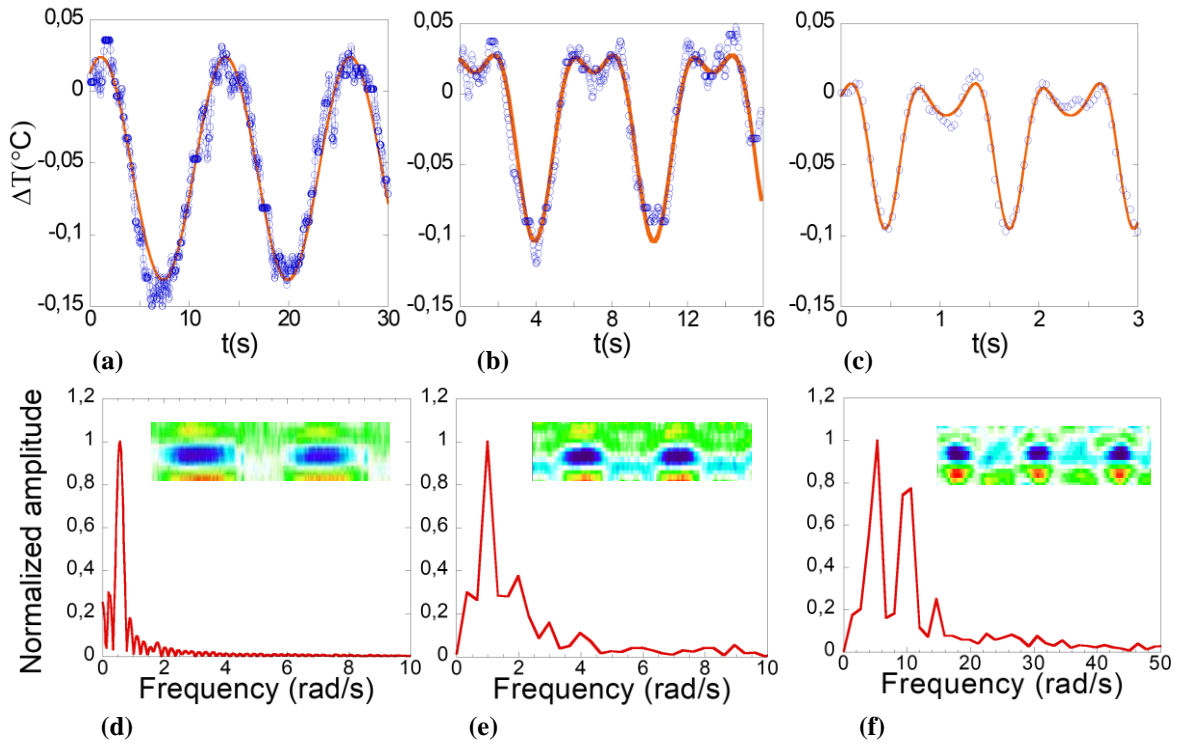 0,05 0,05 0,05
0 0 0
-0,05 -0,05 -0,05
-0,1 -0,1 -0,1
-0,15 -0,15 -0,15
ΔT(°C)
0 10 20 30 0 4 8 12 16 0 1 2 3
t(s) t(s) t(s)
(a) (b) (c)
1,2 1,2 1,2
1 1 1
0,8 0,8 0,8
0,6 0,6 0,6
0,4 0,4 0,4
0,2 0,2 0,2
0 0 0
Normalized amplitude
0 2 4 6 8 10 0 2 4 6 8 10 0 10 20 30 40 50
Frequency (rad/s) Frequency (rad/s) Frequency (rad/s)
(d) (e) (f)